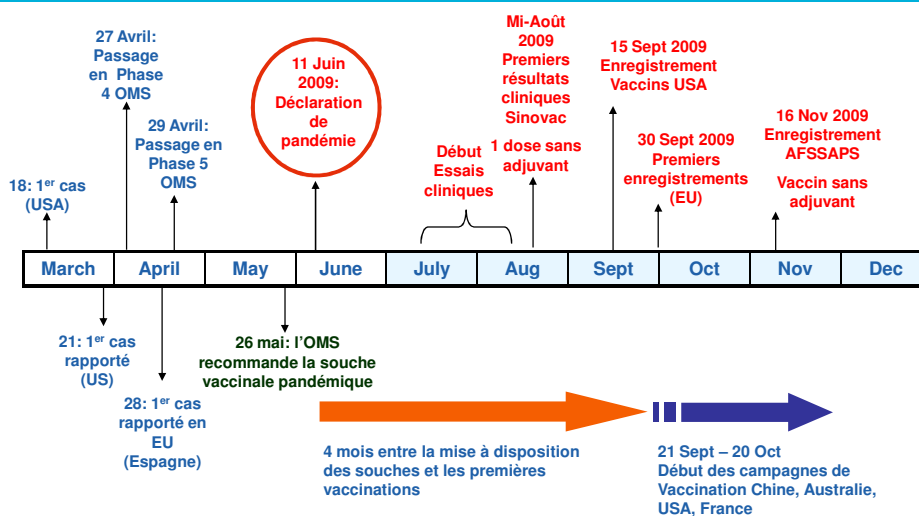 27 Avril:
Passage
en Phase
4 OMS
29 Avril:
Passage en
Phase 5
OMS
18: 1er cas
(USA)
11 Juin
2009:
Déclaration
de
pandémie
Début
Essais
cliniques
Mi-Août
2009
Premiers
résultats
cliniques
Sinovac
1 dose sans
adjuvant
15 Sept 2009
Enregistrement
Vaccins USA
30 Sept 2009
Premiers
enregistrements
(EU)
16 Nov 2009
Enregistrement
AFSSAPS
Vaccin sans
adjuvant
March April May June July Aug Sept Oct Nov Dec
21: 1er cas
rapporté
(US)
28: 1er cas
rapporté en
EU
(Espagne)
26 mai: l'OMS
recommande la souche
vaccinale pandémique
4 mois entre la mise à disposition
des souches et les premières
vaccinations
21 Sept – 20 Oct
Début des campagnes de
Vaccination Chine, Australie,
USA, France